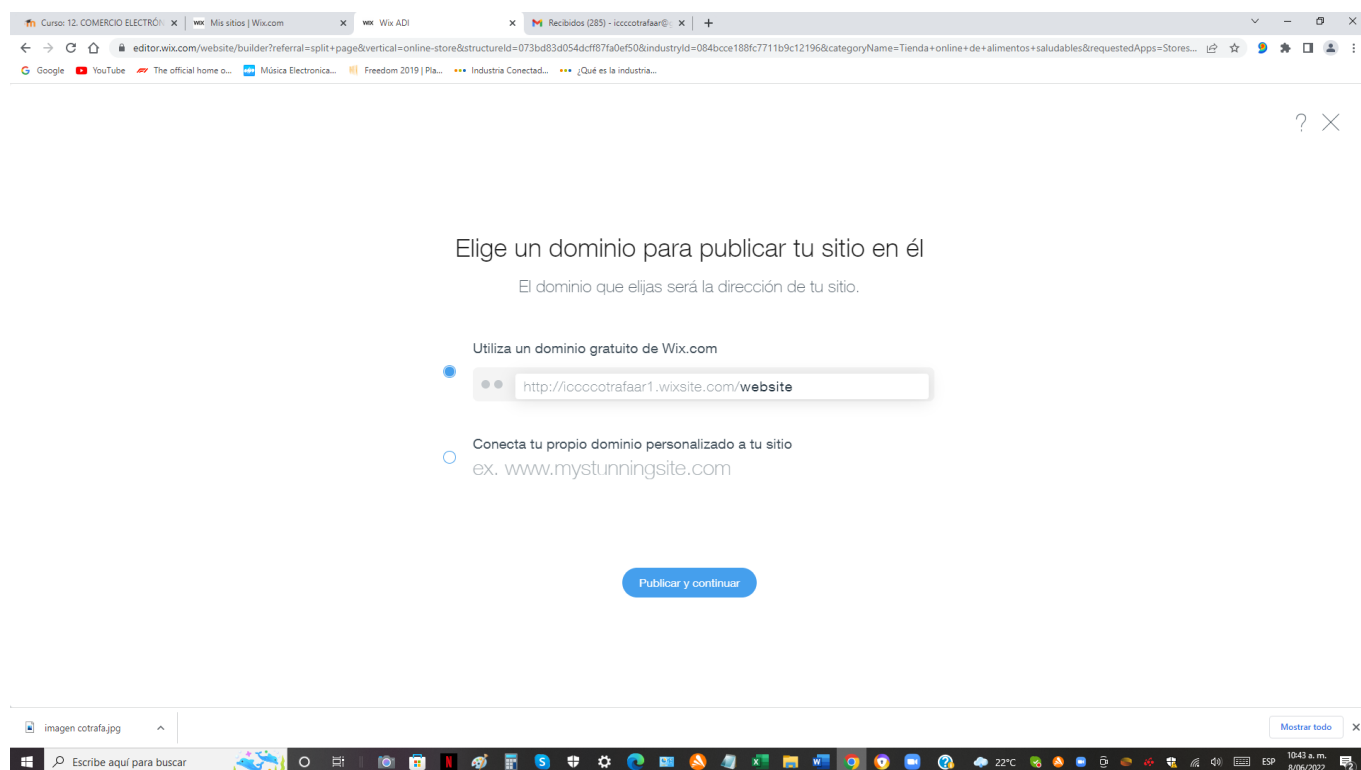 Curso: 12. COMERCIO ELECTRÓN
WIX Mis sitios | Wix.com
WIX Wix ADI
Recibidos (285) - iccccotrafaar@g
editor.wix.com/website/builder?referral=split+page&vertical=online-store&structureId=073bd83d054dcff87fa0ef50&industryId=084bcce188fc7711b9c12196&categoryName=Tienda+online+de+alimentos+saludables&requestedApps=Stores...
Google YouTube The official home o... Música Electronica... Freedom 2019 | Pla... Industria Conectad... ¿Qué es la industria...
?
Elige un dominio para publicar tu sitio en él
El dominio que elijas será la dirección de tu sitio.
Utiliza un dominio gratuito de Wix.com
http://iccccotrafaar1.wixsite.com/website
Conecta tu propio dominio personalizado a tu sitio
ex. www.mystunningsite.com
Publicar y continuar
imagen cotrafa.jpg
Mostrar todo
Escribe aquí para buscar
22°C
ESP
10:43 a. m.
8/06/2022